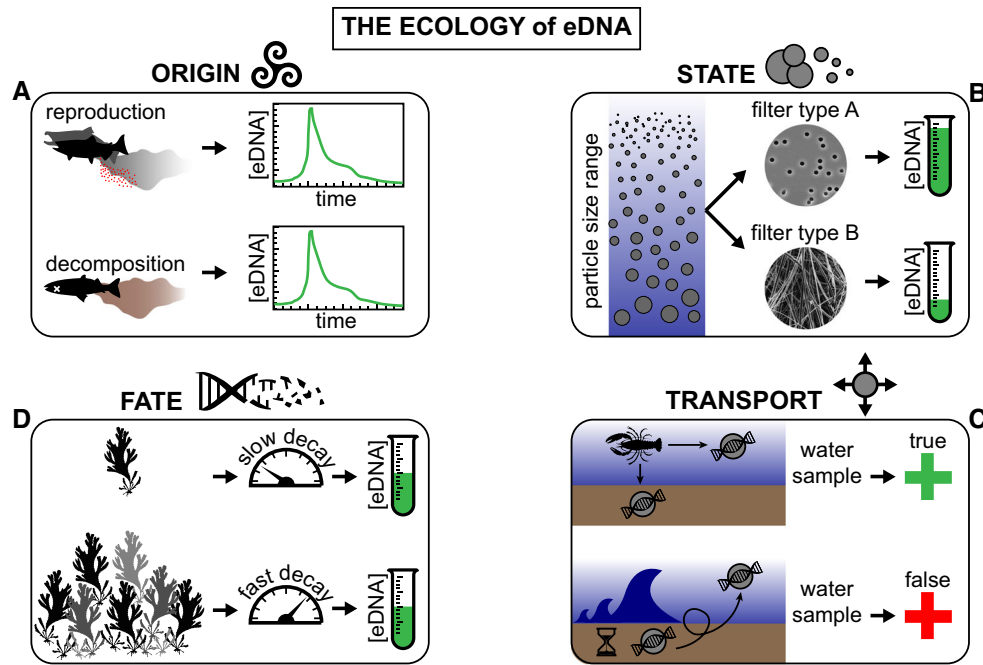 THE ECOLOGY of eDNA
ORIGIN
A
reproduction
[eDNA]
time
decomposition
[eDNA]
time
STATE
B
particle size range
filter type A
[eDNA]
filter type B
[eDNA]
FATE
D
slow decay
[eDNA]
fast decay
[eDNA]
TRANSPORT
C
water
sample
true
water
sample
false